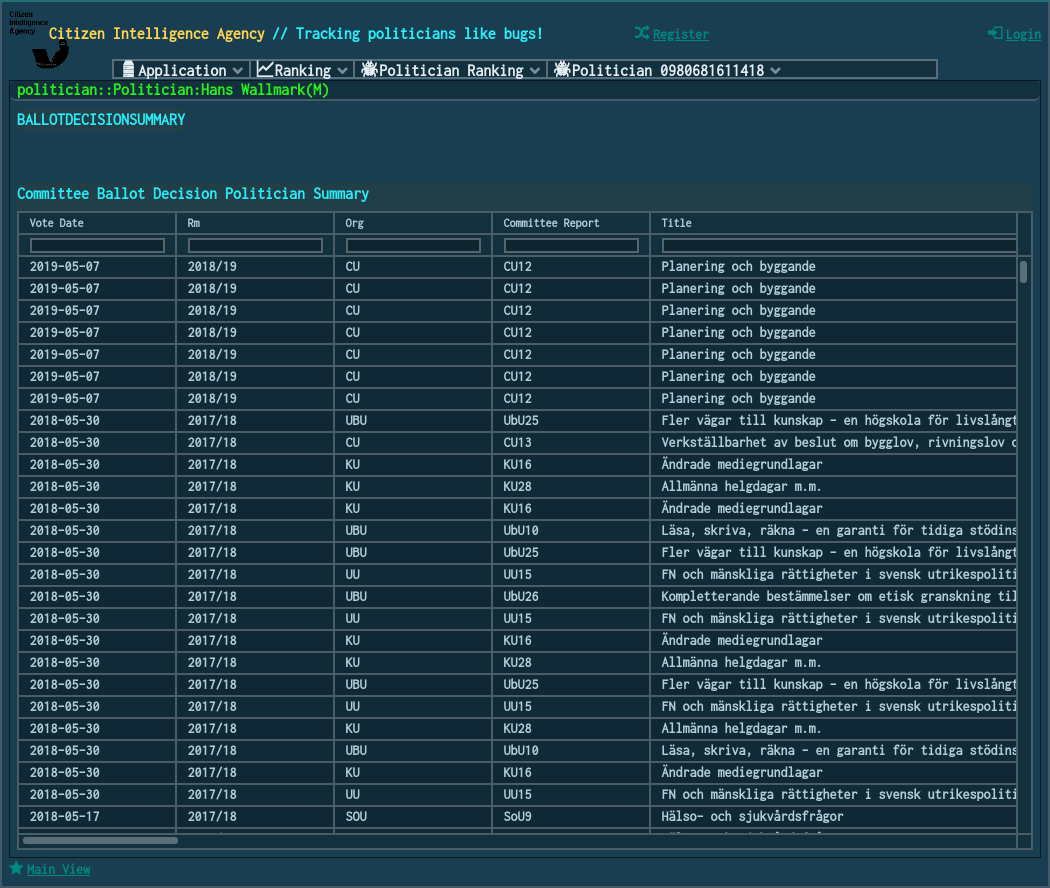 Citizen
Intelligence
Agency
Citizen Intelligence Agency // Tracking politicians like bugs!
Register
Login
Application
Ranking
Politician Ranking
Politician 0980681611418
politician::Politician:Hans Wallmark(M)
BALLOTDECISIONSUMMARY
Committee Ballot Decision Politician Summary
Vote Date Rm Org Committee Report Title
2019-05-07 2018/19 CU CU12 Planering och byggande
2019-05-07 2018/19 CU CU12 Planering och byggande
2019-05-07 2018/19 CU CU12 Planering och byggande
2019-05-07 2018/19 CU CU12 Planering och byggande
2019-05-07 2018/19 CU CU12 Planering och byggande
2019-05-07 2018/19 CU CU12 Planering och byggande
2019-05-07 2018/19 CU CU12 Planering och byggande
2018-05-30 2017/18 UBU UbU25 Fler vägar till kunskap – en högskola för livslångt
2018-05-30 2017/18 CU CU13 Verkställbarhet av beslut om bygglov, rivningslov
2018-05-30 2017/18 KU KU16 Ändrade mediegrundlagar
2018-05-30 2017/18 KU KU28 Allmänna helgdagar m.m.
2018-05-30 2017/18 KU KU16 Ändrade mediegrundlagar
2018-05-30 2017/18 UBU UbU10 Läsa, skriva, räkna – en garanti för tidiga stödins
2018-05-30 2017/18 UBU UbU25 Fler vägar till kunskap – en högskola för livslångt
2018-05-30 2017/18 UU UU15 FN och mänskliga rättigheter i svensk utrikespoliti
2018-05-30 2017/18 UBU UbU26 Kompletterande bestämmelser om etisk granskning til
2018-05-30 2017/18 UU UU15 FN och mänskliga rättigheter i svensk utrikespoliti
2018-05-30 2017/18 KU KU16 Ändrade mediegrundlagar
2018-05-30 2017/18 KU KU28 Allmänna helgdagar m.m.
2018-05-30 2017/18 UBU UbU25 Fler vägar till kunskap – en högskola för livslångt
2018-05-30 2017/18 UU UU15 FN och mänskliga rättigheter i svensk utrikespoliti
2018-05-30 2017/18 KU KU28 Allmänna helgdagar m.m.
2018-05-30 2017/18 UBU UbU10 Läsa, skriva, räkna – en garanti för tidiga stödins
2018-05-30 2017/18 KU KU16 Ändrade mediegrundlagar
2018-05-30 2017/18 UU UU15 FN och mänskliga rättigheter i svensk utrikespoliti
2018-05-17 2017/18 SOU SoU9 Hälso- och sjukvårdsfrågor
Main View